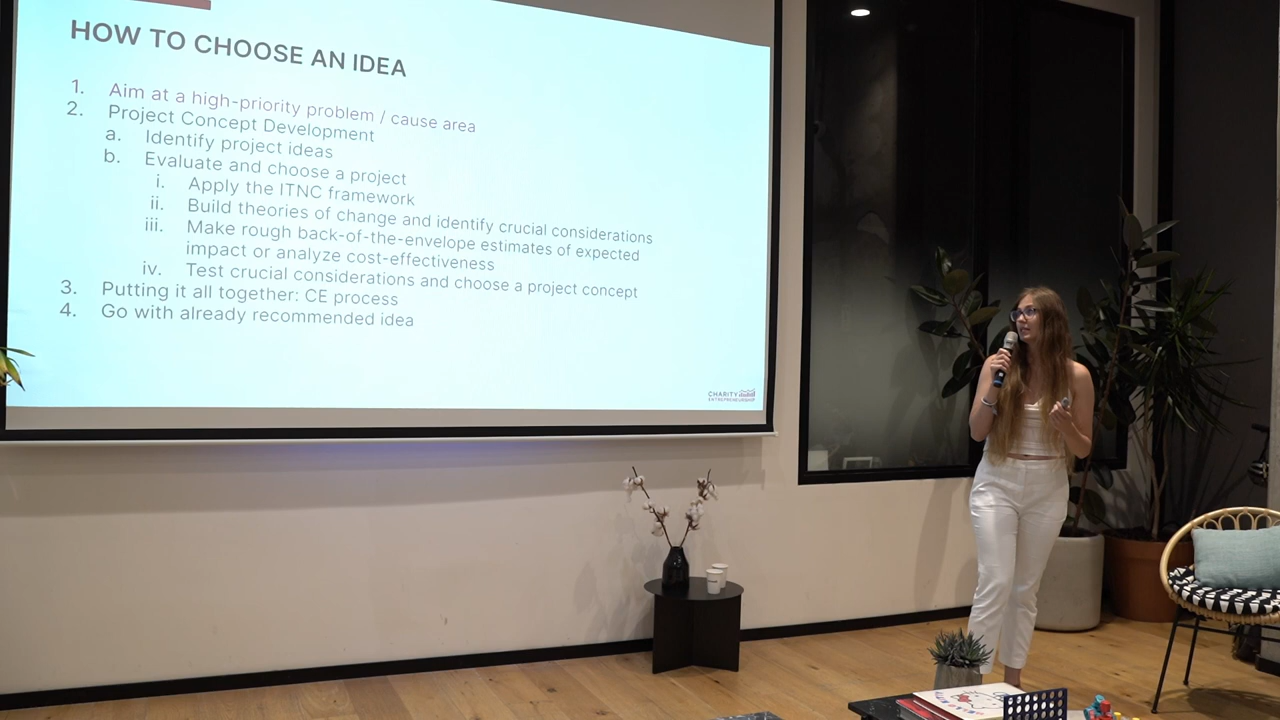 HOW TO CHOOSE AN IDEA
1. Aim at a high-priority problem / cause area
2. Project Concept Development
a. Identify project ideas
b. Evaluate and choose a project
i. Apply the ITNC framework
ii. Build theories of change and identify crucial considerations
iii. Make rough back-of-the-envelope estimates of expected
impact or analyze cost-effectiveness
iv. Test crucial considerations and choose a project concept
3. Putting it all together: CE process
4. Go with already recommended idea
CHARITY
ENTREPRENEURSHIP